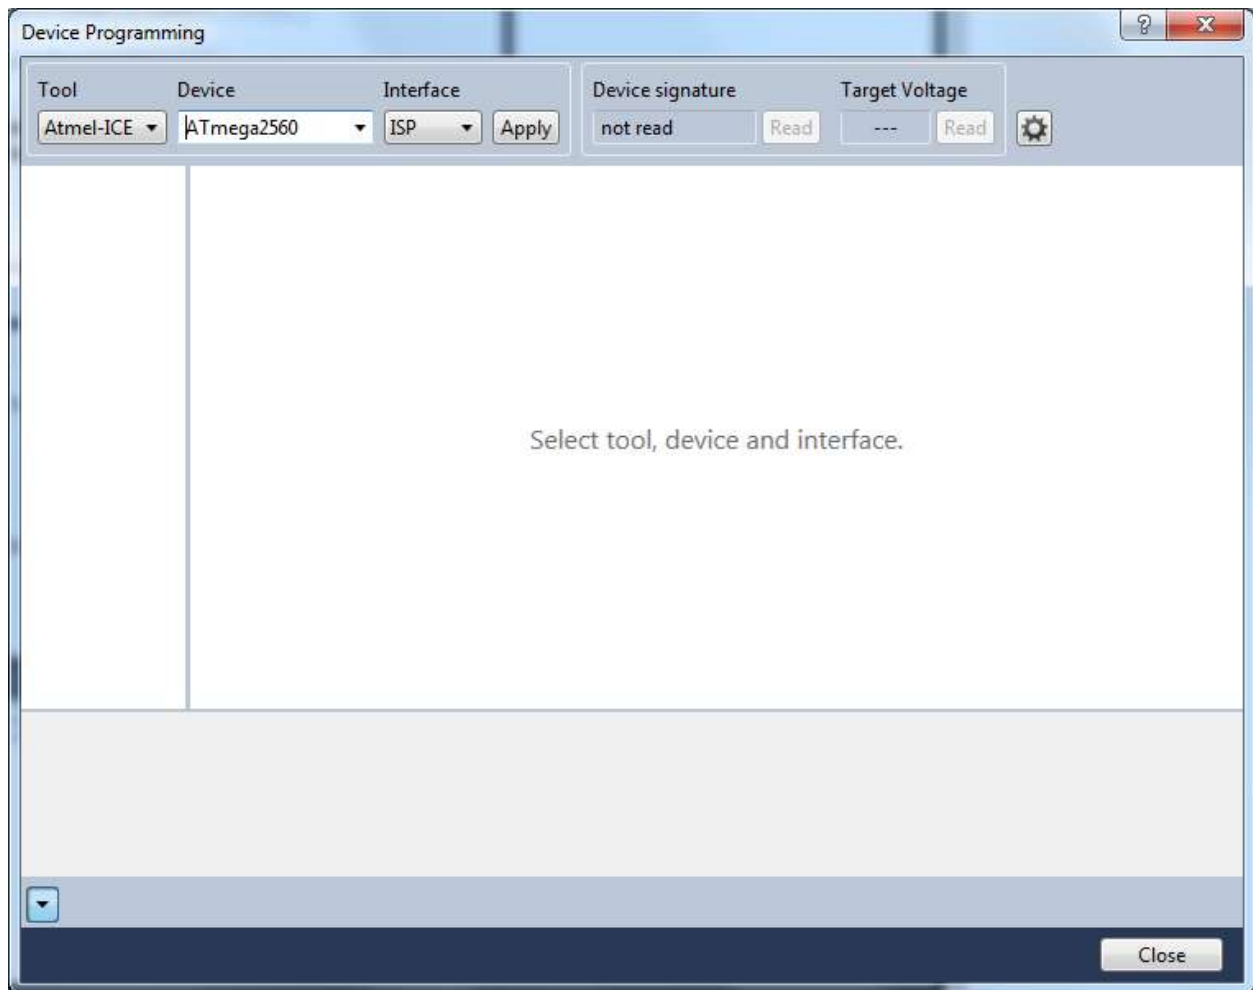 Device Programming
Tool Device Interface Device signature Target Voltage
Atmel-ICE ATmega2560 ISP Apply not read Read --- Read
Select tool, device and interface.
Close